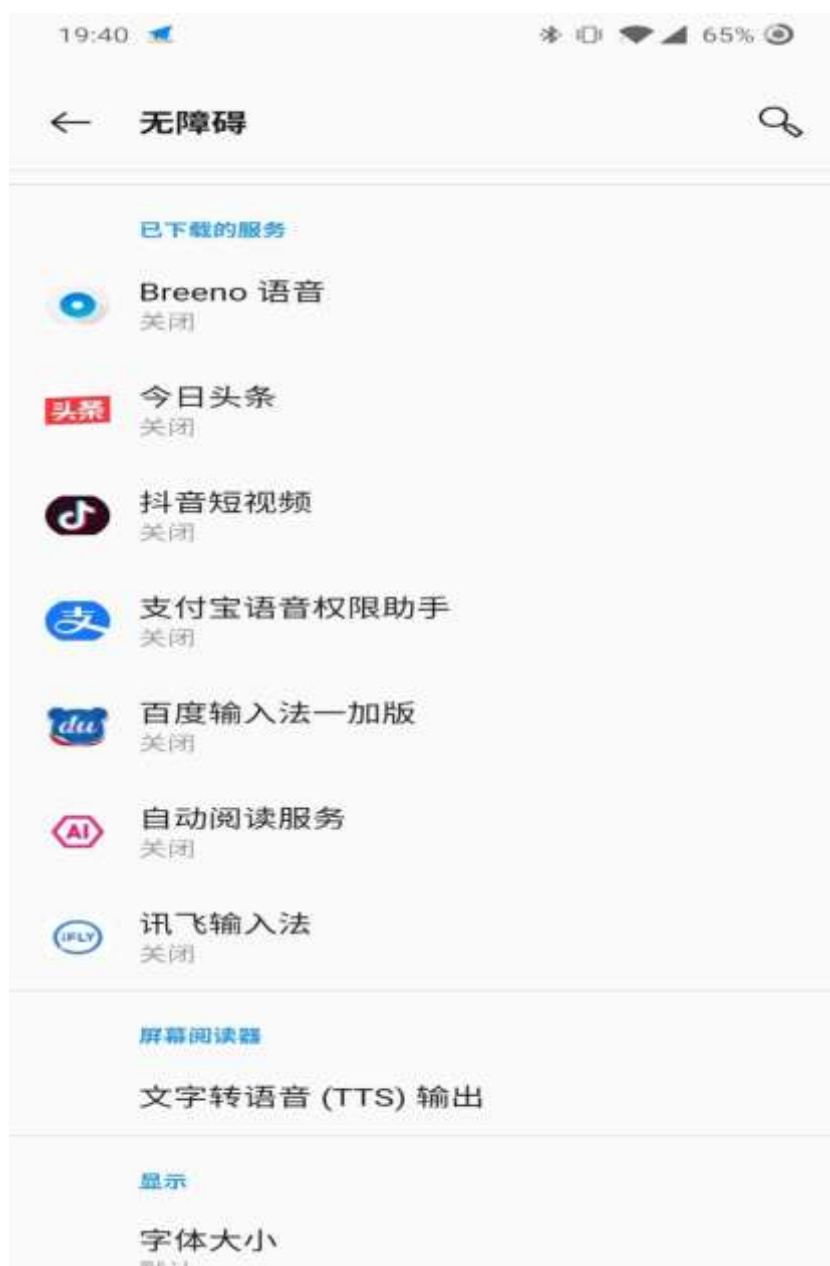 19:40
65%
无障碍
已下载的服务
Breeno 语音
关闭
头条
今日头条
关闭
抖音短视频
关闭
支
支付宝语音权限助手
关闭
du
百度输入法一加版
关闭
AI
自动阅读服务
关闭
iFLY
讯飞输入法
关闭
屏幕阅读器
文字转语音 (TTS) 输出
显示
字体大小